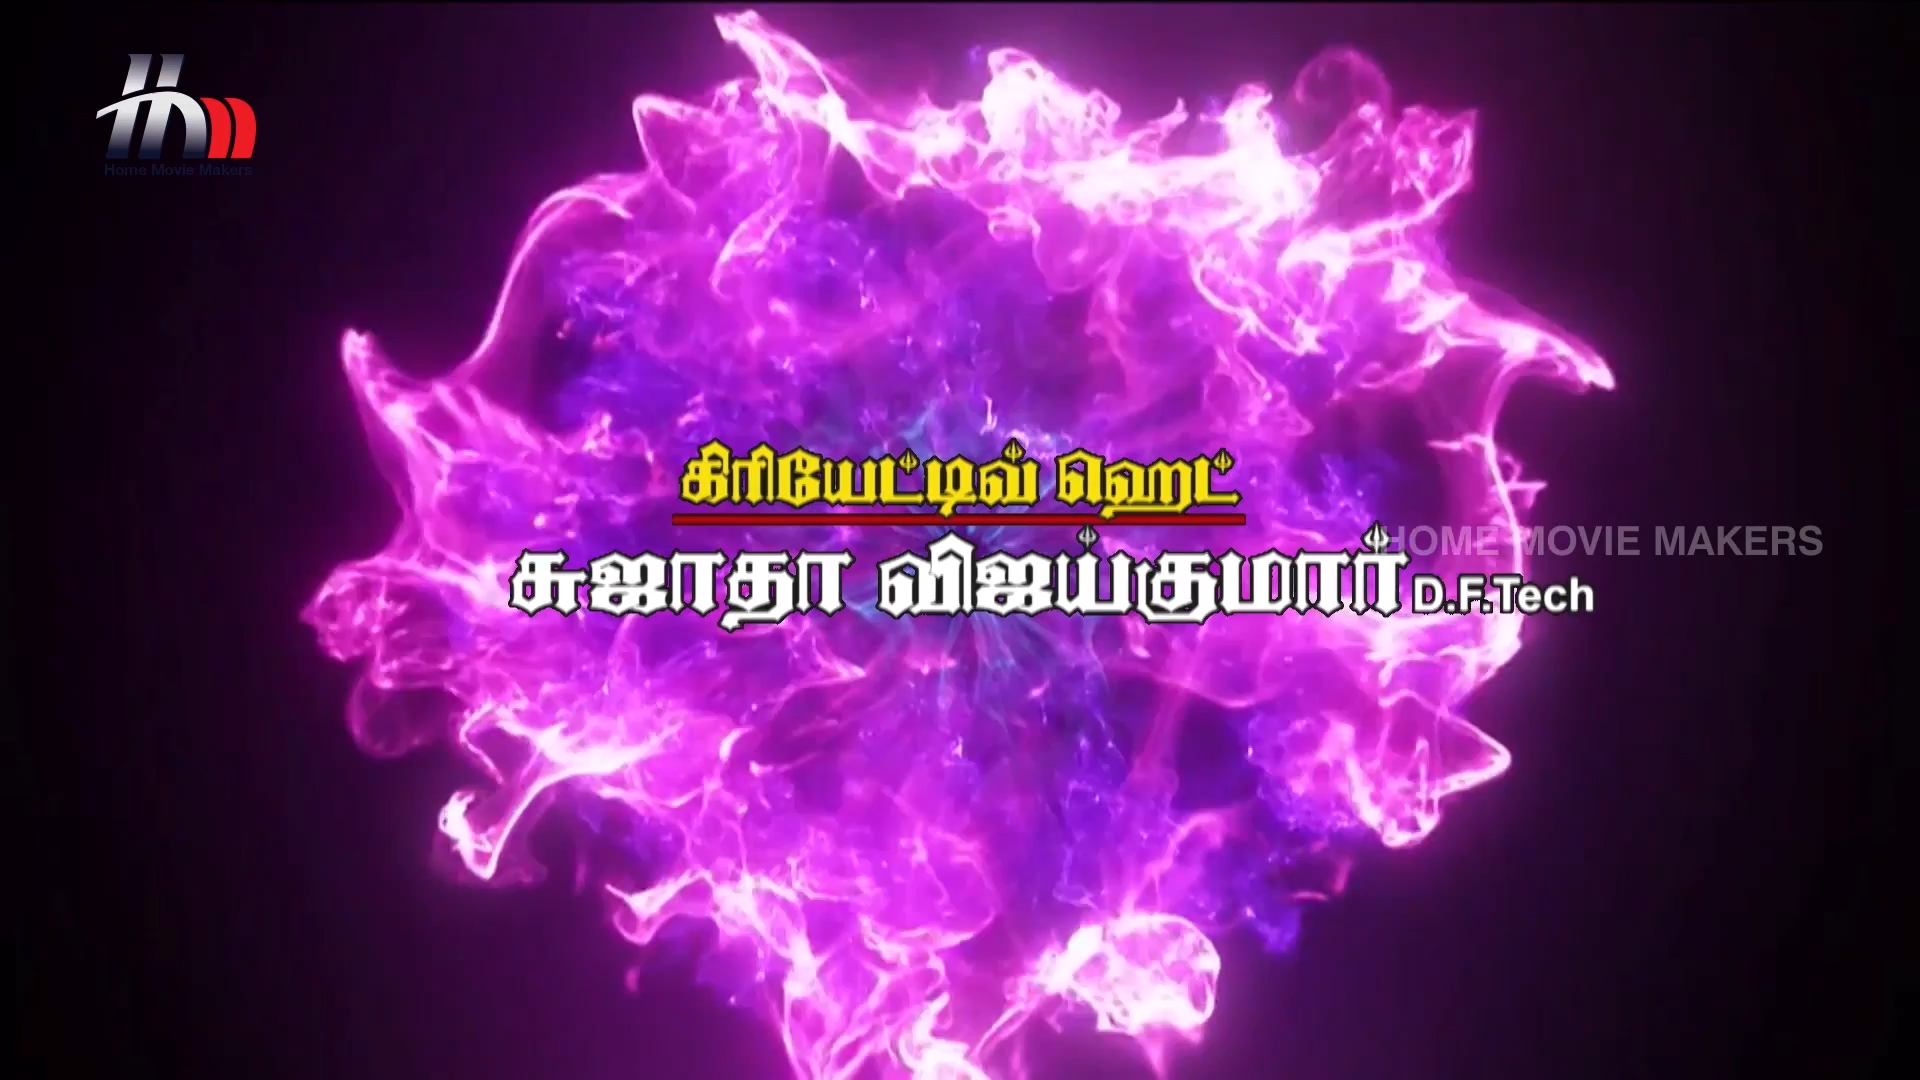 Home Movie Makers
கிரியேட்டிவ் ஹெட்
சுஜாதா விஜய்குமார் D.F.Tech
HOME MOVIE MAKERS